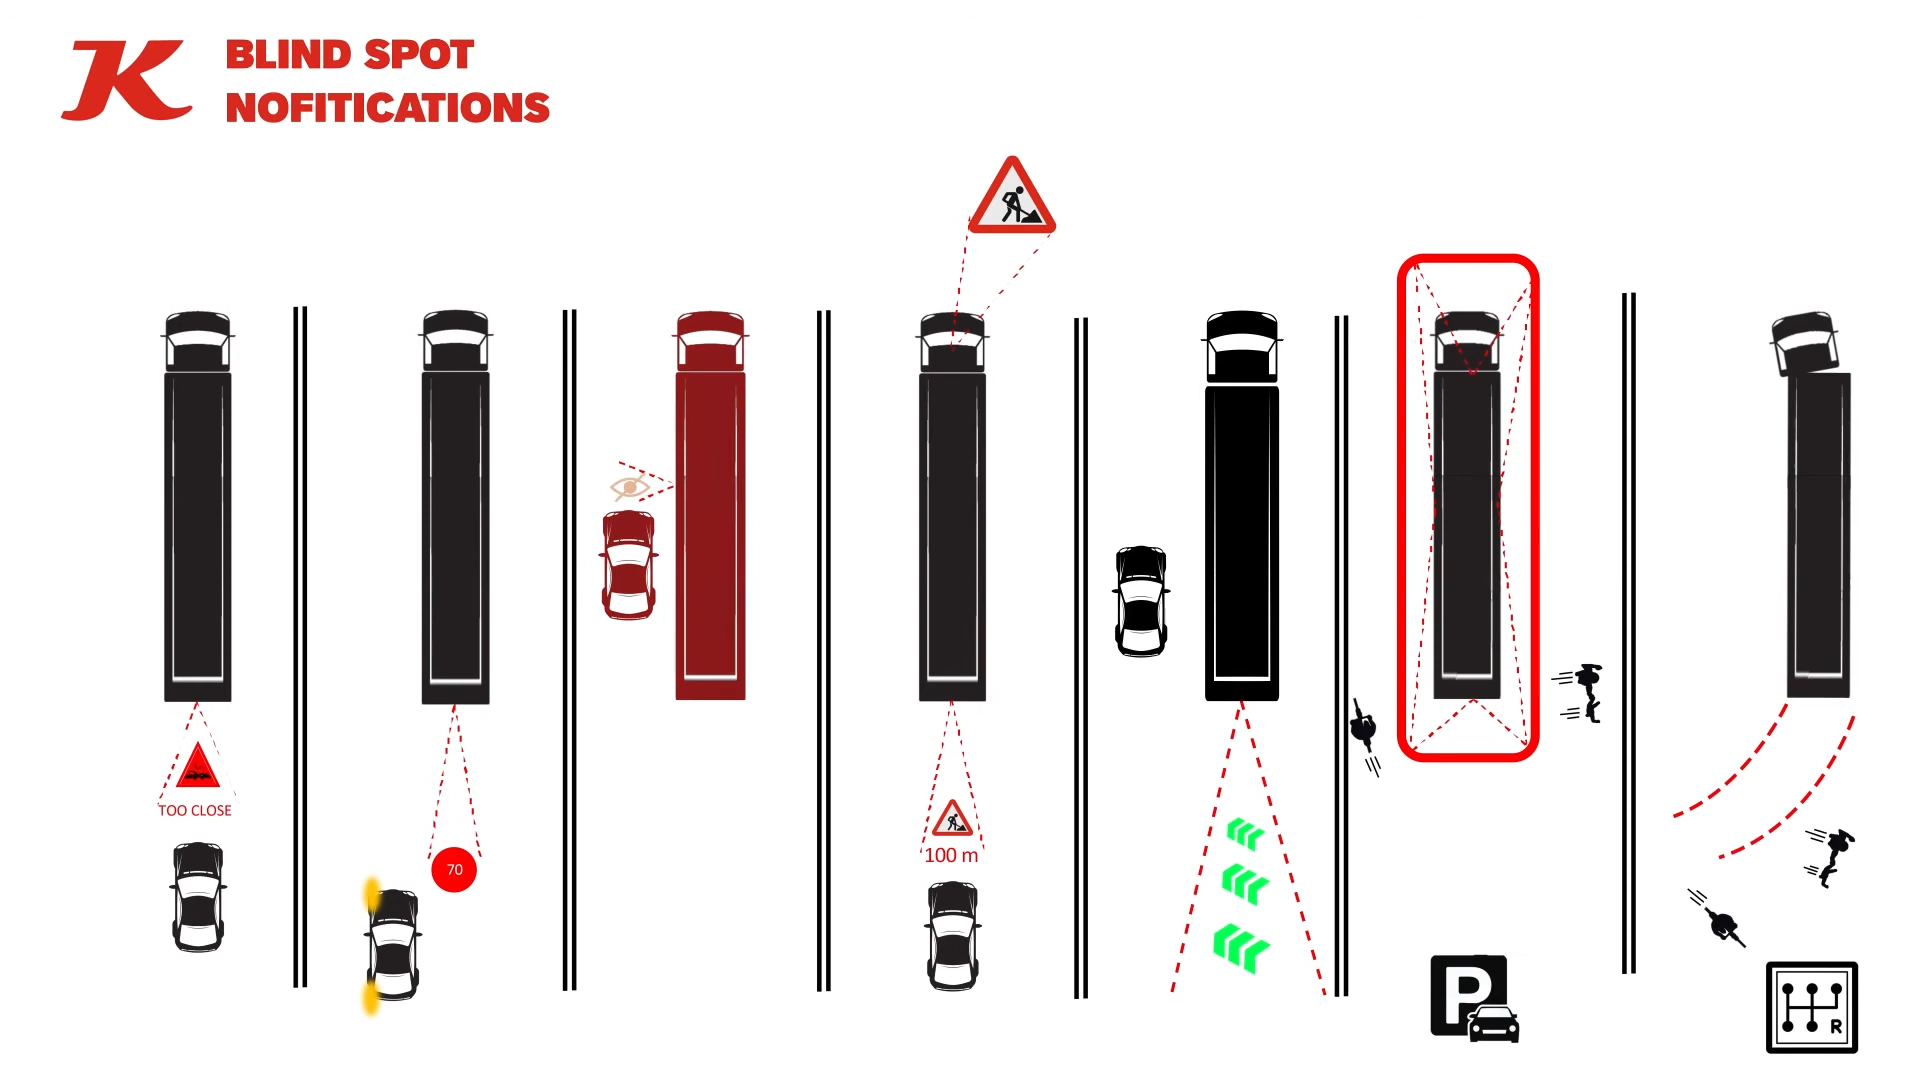 K
BLIND SPOT
NOFITICATIONS
TOO CLOSE
70
100 m
P
R